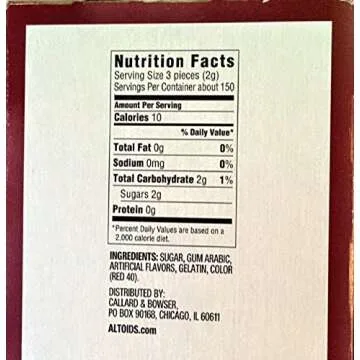 Nutrition Facts
Serving Size 3 pieces (2g)
Servings Per Container about 150
Amount Per Serving
Calories 10
% Daily Value*
Total Fat 0g 0%
Sodium 0mg 0%
Total Carbohydrate 2g 1%
Sugars 2g
Protein 0g
*Percent Daily Values are based on a
2,000 calorie diet.
INGREDIENTS: SUGAR, GUM ARABIC,
ARTIFICIAL FLAVORS, GELATIN, COLOR
(RED 40).
DISTRIBUTED BY:
CALLARD & BOWSER,
PO BOX 90168, CHICAGO, IL 60611
ALTOIDS.com